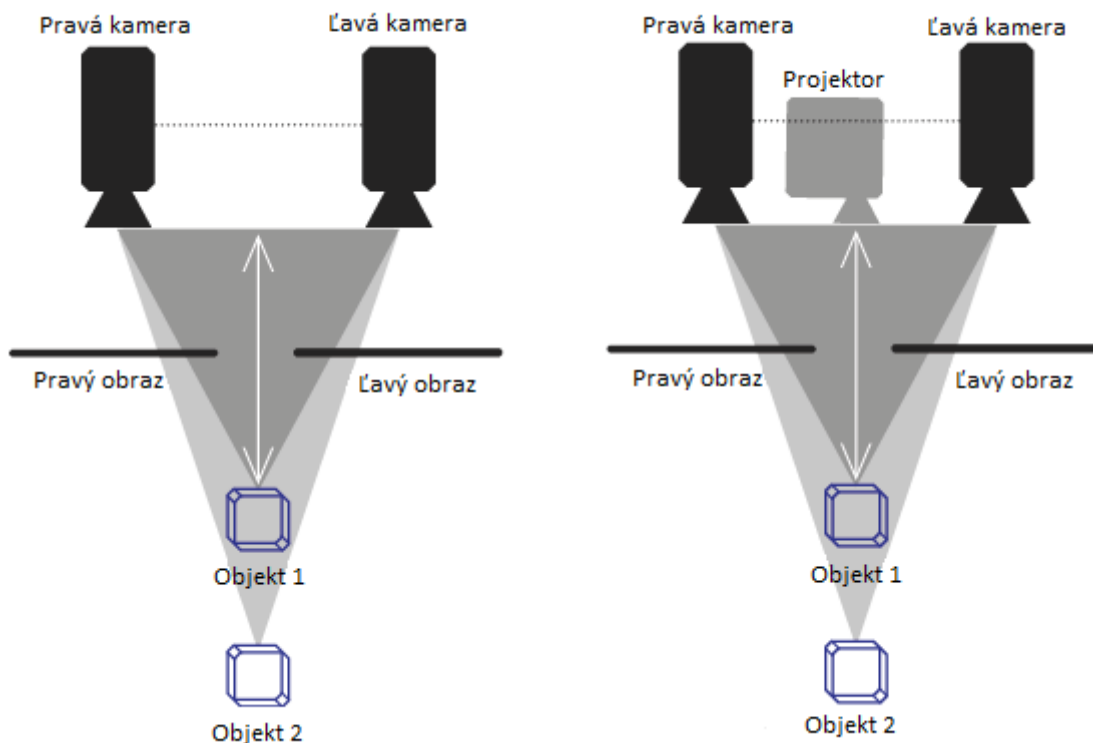 Pravá kamera
Ľavá kamera
Pravý obraz
Ľavý obraz
Objekt 1
Objekt 2
Pravá kamera
Ľavá kamera
Projektor
Pravý obraz
Ľavý obraz
Objekt 1
Objekt 2